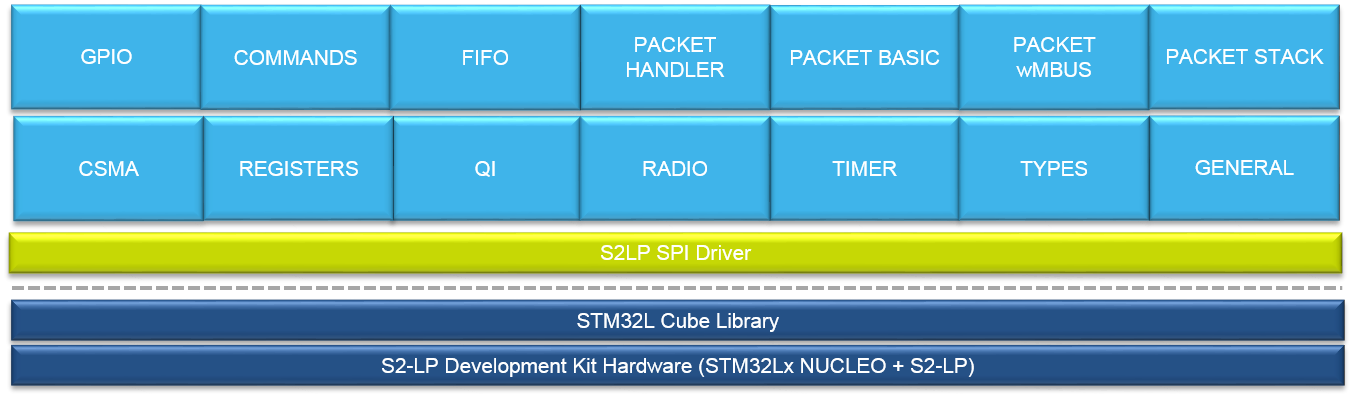 GPIO
COMMANDS
FIFO
PACKET
HANDLER
PACKET BASIC
PACKET
wMBUS
PACKET STACK
CSMA
REGISTERS
QI
RADIO
TIMER
TYPES
GENERAL
S2LP SPI Driver
STM32L Cube Library
S2-LP Development Kit Hardware (STM32Lx NUCLEO + S2-LP)